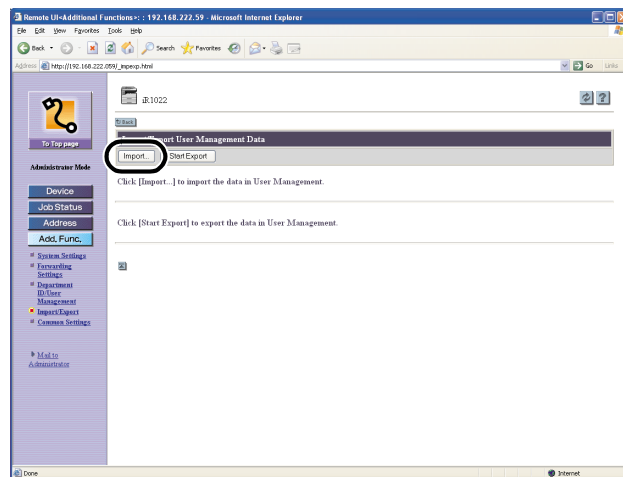 Remote UI<Additional Functions>: : 192.168.222.59 - Microsoft Internet Explorer
File Edit View Favorites Tools Help
Back Search Favorites
Address http://192.168.222.059/_impexp.html Go Links
iR1022
Back
To Top page
Import/Export User Management Data
Import... Start Export
Administrator Mode
Click [Import...] to import the data in User Management.
Device
Job Status
Address
Click [Start Export] to export the data in User Management.
Add. Func.
System Settings
Forwarding
Settings
Department
ID/User
Management
Import/Export
Common Settings
Mail to
Administrator
Done Internet